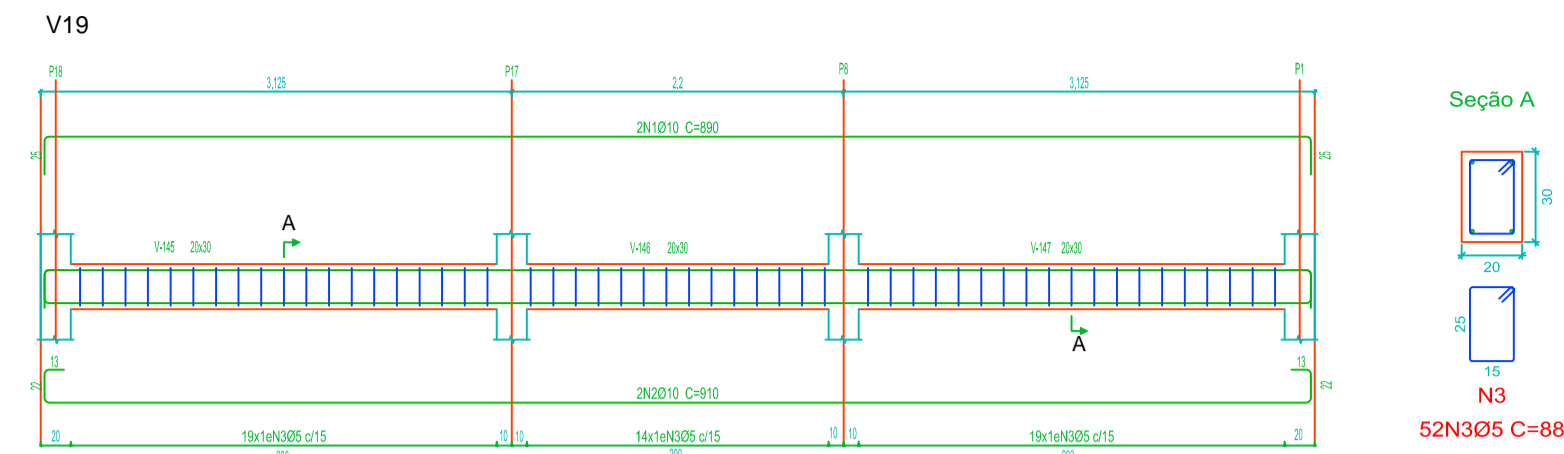 V19
P18
P17
P8
P1
3,125
2,2
3,125
2N1Ø10 C=890
25
25
A
V-145 20x30
V-146 20x30
V-147 20x30
A
13
13
22
22
2N2Ø10 C=910
20
19x1eN3Ø5 c/15
10
10
14x1eN3Ø5 c/15
10
10
19x1eN3Ø5 c/15
20
Seção A
30
20
25
15
N3
52N3Ø5 C=88